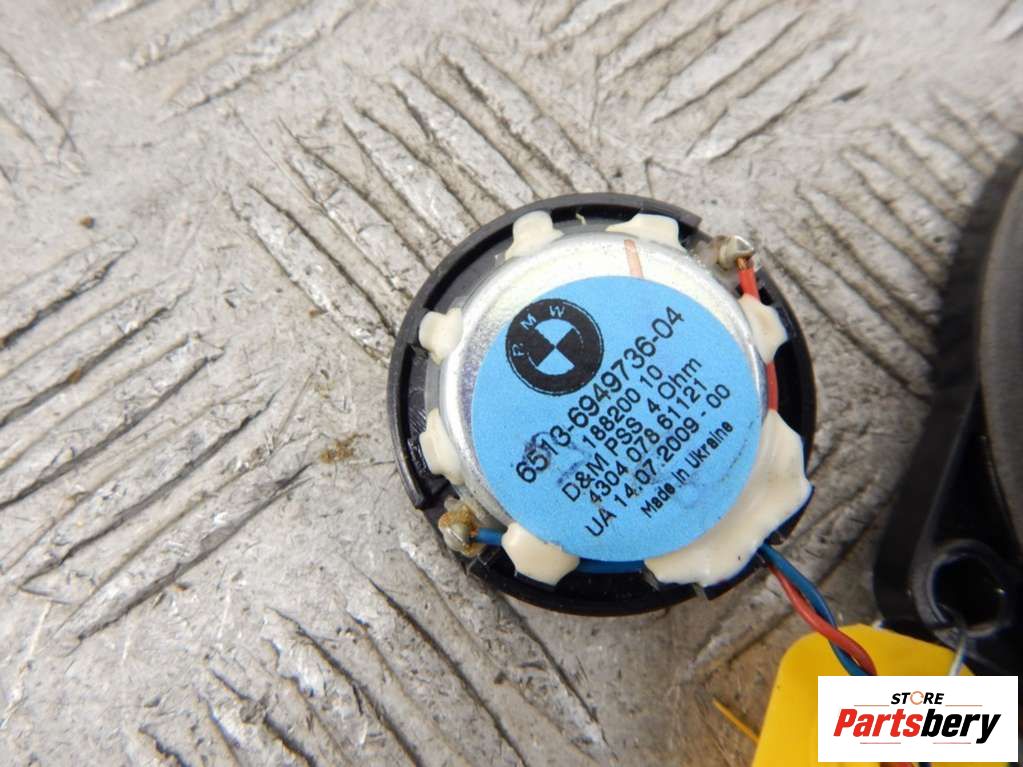 BMW
6513-6949736-04
188200 10
D&M PSS 4 Ohm
4304 078 61121
UA 14.07.2009 - 00
Made in Ukraine
STORE
Partsbery